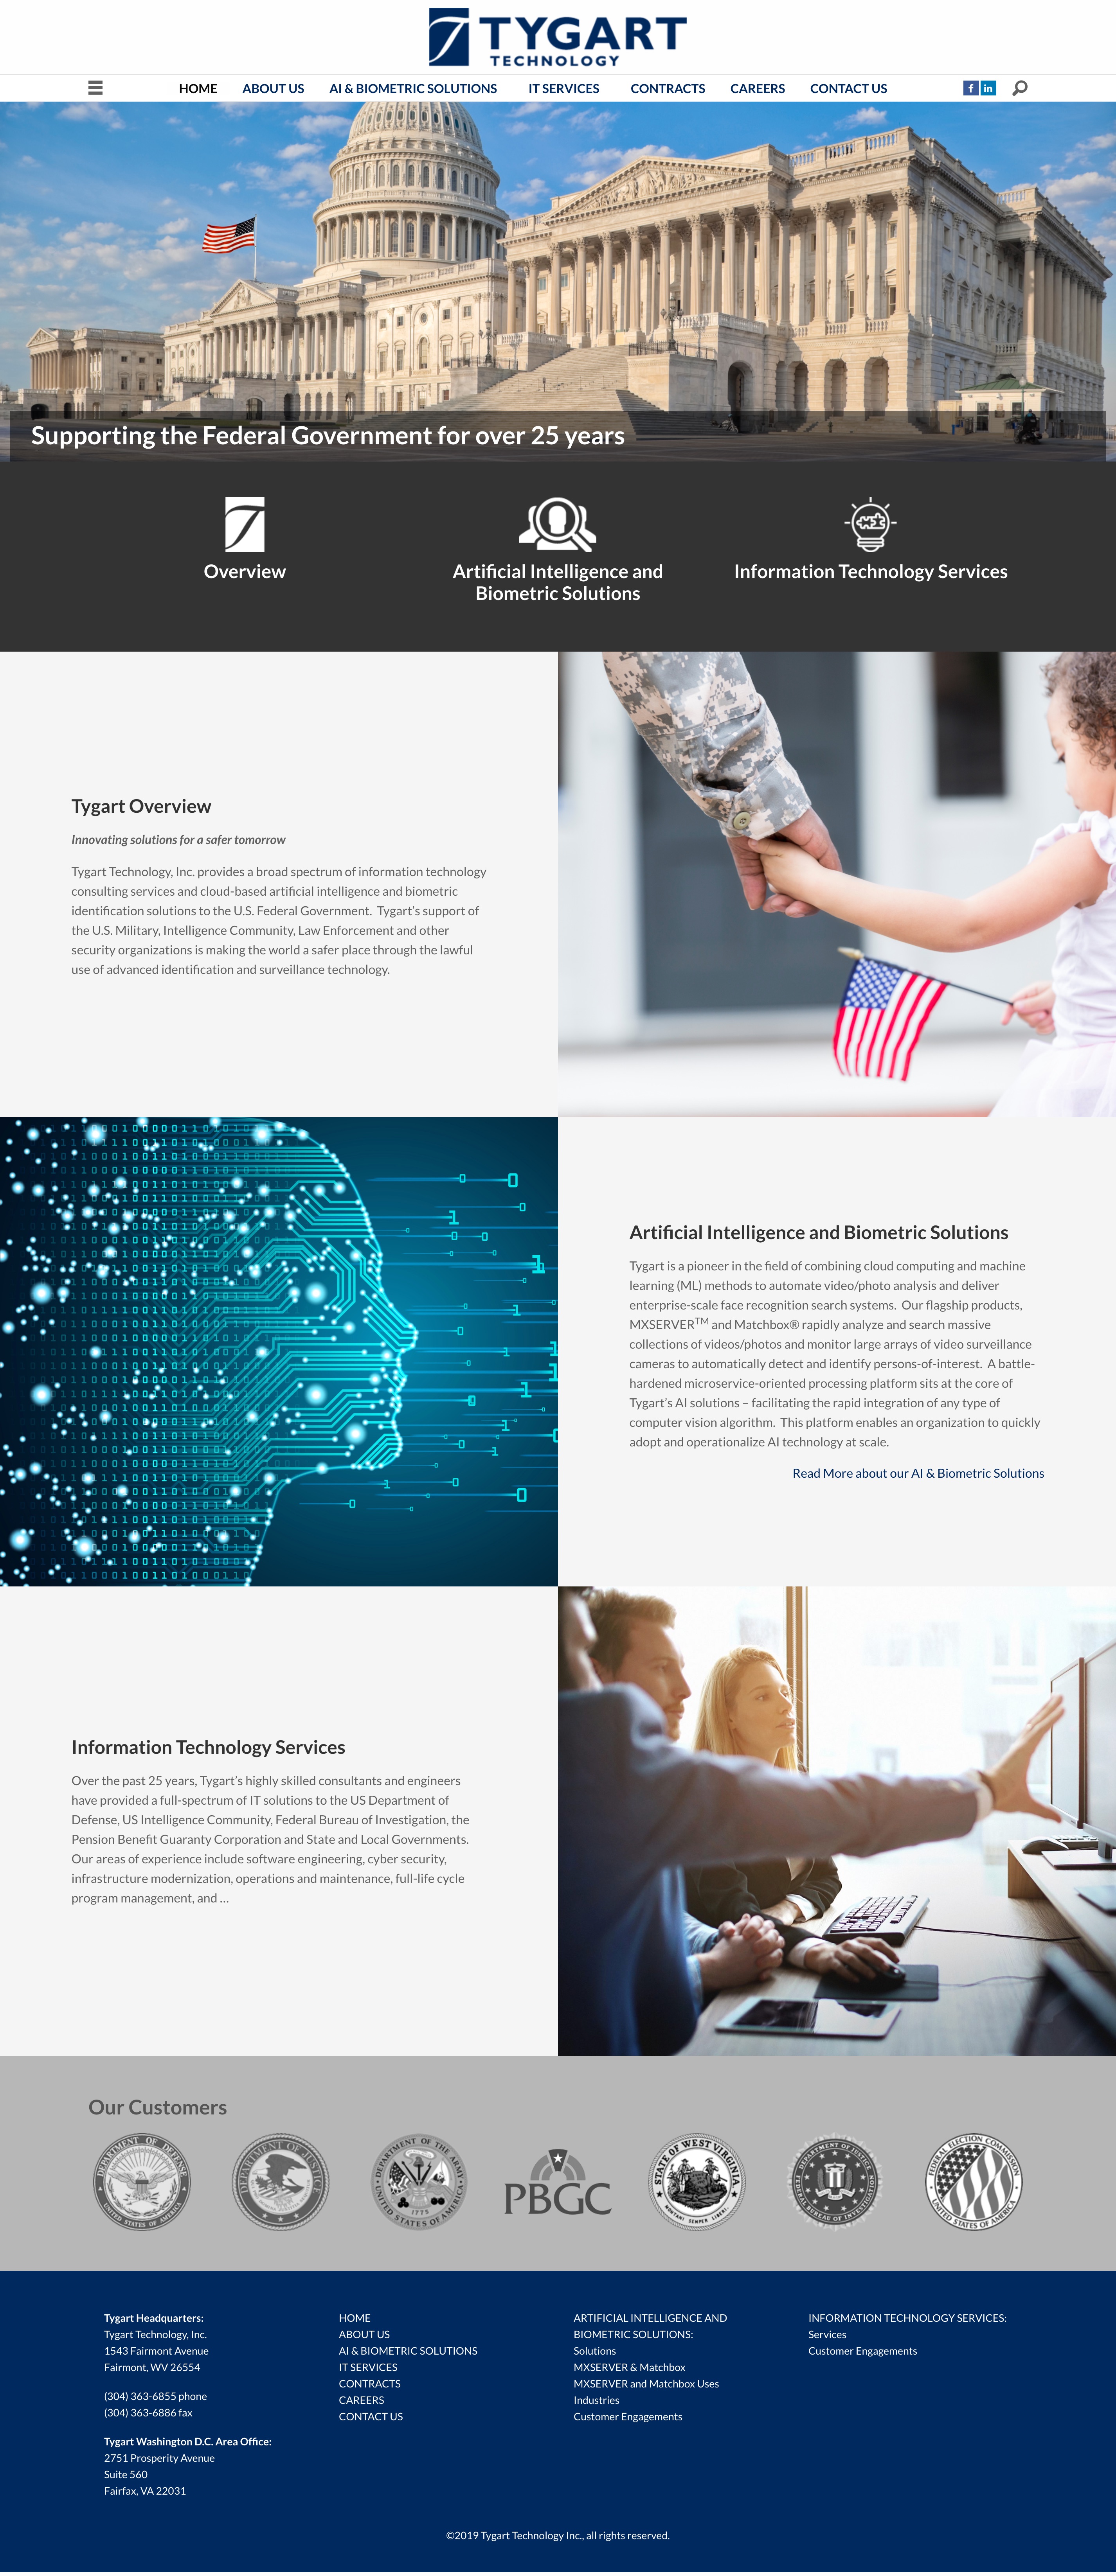 TYGART
TECHNOLOGY
HOME ABOUT US AI & BIOMETRIC SOLUTIONS IT SERVICES CONTRACTS CAREERS CONTACT US
Supporting the Federal Government for over 25 years
Overview
Artificial Intelligence and
Biometric Solutions
Information Technology Services
Tygart Overview
Innovating solutions for a safer tomorrow
Tygart Technology, Inc. provides a broad spectrum of information technology
consulting services and cloud-based artificial intelligence and biometric
identification solutions to the U.S. Federal Government.  Tygart's support of
the U.S. Military, Intelligence Community, Law Enforcement and other
security organizations is making the world a safer place through the lawful
use of advanced identification and surveillance technology.
Artificial Intelligence and Biometric Solutions
Tygart is a pioneer in the field of combining cloud computing and machine
learning (ML) methods to automate video/photo analysis and deliver
enterprise-scale face recognition search systems.  Our flagship products,
MXSERVER™ and Matchbox® rapidly analyze and search massive
collections of videos/photos and monitor large arrays of video surveillance
cameras to automatically detect and identify persons-of-interest.  A battle-
hardened microservice-oriented processing platform sits at the core of
Tygart's AI solutions – facilitating the rapid integration of any type of
computer vision algorithm.  This platform enables an organization to quickly
adopt and operationalize AI technology at scale.
Read More about our AI & Biometric Solutions
Information Technology Services
Over the past 25 years, Tygart's highly skilled consultants and engineers
have provided a full-spectrum of IT solutions to the US Department of
Defense, US Intelligence Community, Federal Bureau of Investigation, the
Pension Benefit Guaranty Corporation and State and Local Governments.
Our areas of experience include software engineering, cyber security,
infrastructure modernization, operations and maintenance, full-life cycle
program management, and ...
Our Customers
DEPARTMENT OF DEFENSE
UNITED STATES OF AMERICA
DEPARTMENT OF JUSTICE
DEPARTMENT OF THE ARMY
1775
UNITED STATES OF AMERICA
PBGC
STATE OF WEST VIRGINIA
MONTANI SEMPER LIBERI
DEPARTMENT OF JUSTICE
FEDERAL BUREAU OF INVESTIGATION
FEDERAL ELECTION COMMISSION
UNITED STATES OF AMERICA
Tygart Headquarters:
Tygart Technology, Inc.
1543 Fairmont Avenue
Fairmont, WV 26554
(304) 363-6855 phone
(304) 363-6886 fax
Tygart Washington D.C. Area Office:
2751 Prosperity Avenue
Suite 560
Fairfax, VA 22031
HOME
ABOUT US
AI & BIOMETRIC SOLUTIONS
IT SERVICES
CONTRACTS
CAREERS
CONTACT US
ARTIFICIAL INTELLIGENCE AND
BIOMETRIC SOLUTIONS:
Solutions
MXSERVER & Matchbox
MXSERVER and Matchbox Uses
Industries
Customer Engagements
INFORMATION TECHNOLOGY SERVICES:
Services
Customer Engagements
©2019 Tygart Technology Inc., all rights reserved.